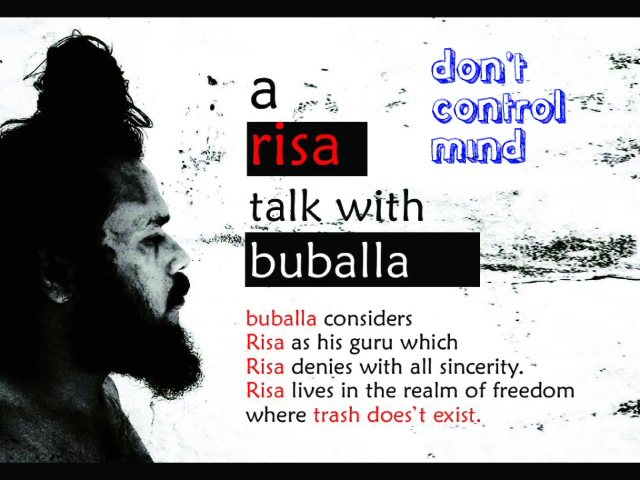 a
risa
talk with
buballa
don't
control
mind
buballa considers
Risa as his guru which
Risa denies with all sincerity.
Risa lives in the realm of freedom
where trash does't exist.